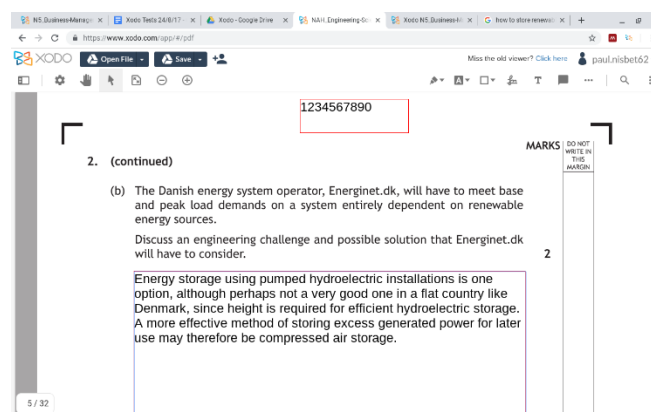 N5_Business-Manage
Xodo Tests 24/6/17 -
Xodo - Google Drive
NAH_Engineering-Sci
Xodo N5_Business-
how to store renewa
https://www.xodo.com/app/#/pdf
XODO
Open File
Save
Miss the old viewer? Click here
paul.nisbet62
T
1234567890
MARKS
DO NOT
WRITE IN
THIS
MARGIN
2. (continued)
(b) The Danish energy system operator, Energinet.dk, will have to meet base
and peak load demands on a system entirely dependent on renewable
energy sources.
Discuss an engineering challenge and possible solution that Energinet.dk
will have to consider. 2
Energy storage using pumped hydroelectric installations is one
option, although perhaps not a very good one in a flat country like
Denmark, since height is required for efficient hydroelectric storage.
A more effective method of storing excess generated power for later
use may therefore be compressed air storage.
5 / 32